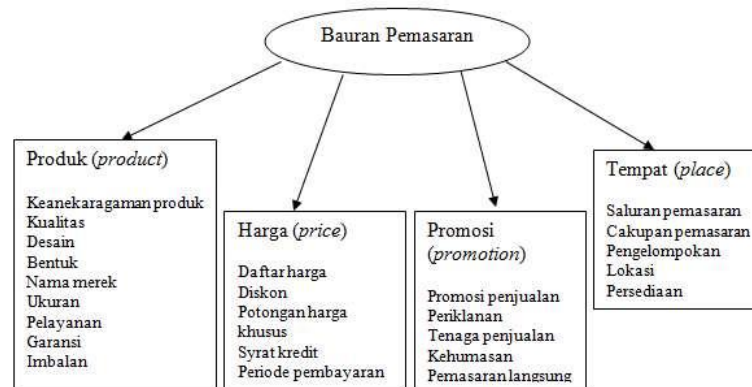 Bauran Pemasaran
Produk (product)
Keanekaragaman produk
Kualitas
Desain
Bentuk
Nama merek
Ukuran
Pelayanan
Garansi
Imbalan
Harga (price)
Daftar harga
Diskon
Potongan harga
khusus
Syrat kredit
Periode pembayaran
Promosi
(promotion)
Promosi penjualan
Periklanan
Tenaga penjualan
Kehumasan
Pemasaran langsung
Tempat (place)
Saluran pemasaran
Cakupan pemasaran
Pengelompokan
Lokasi
Persediaan